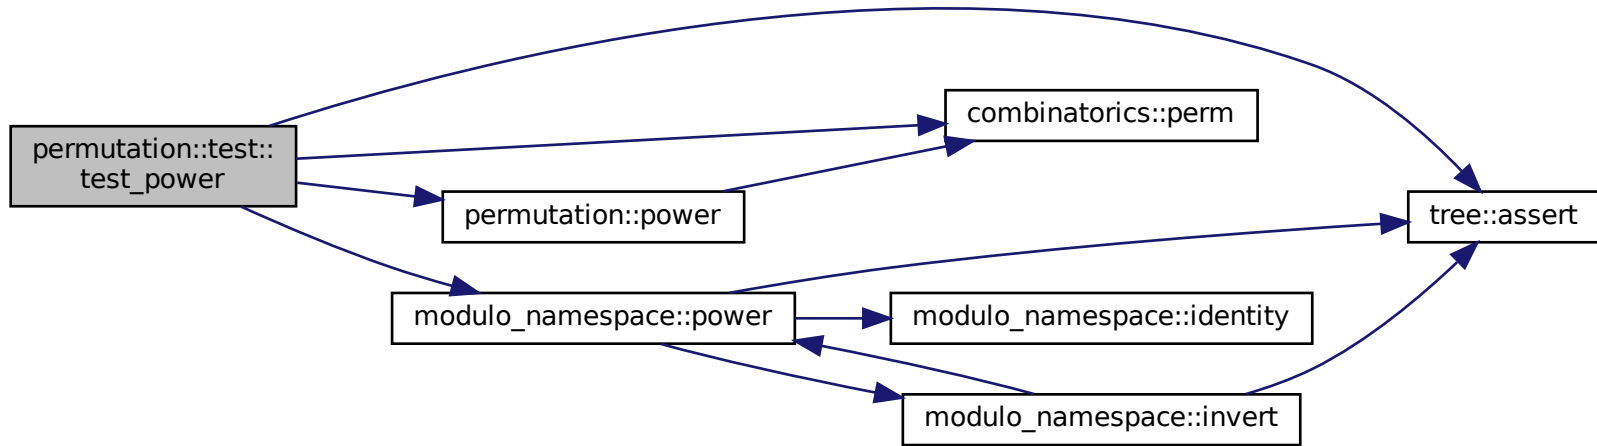 permutation::test::
test_power
combinatorics::perm
permutation::power
tree::assert
modulo_namespace::power
modulo_namespace::identity
modulo_namespace::invert